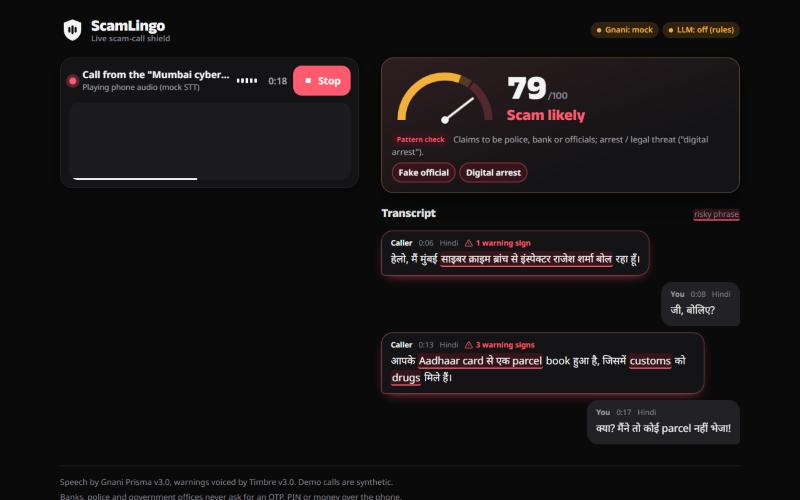 ScamLingo
Live scam-call shield
Gnani: mock
LLM: off (rules)
Call from the "Mumbai cyber...
Playing phone audio (mock STT)
0:18
Stop
79/100
Scam likely
Pattern check Claims to be police, bank or officials; arrest / legal threat ("digital
arrest").
Fake official
Digital arrest
Transcript
risky phrase
Caller 0:06 Hindi 1 warning sign
हेलो, मैं मुंबई साइबर क्राइम ब्रांच से इंस्पेक्टर राजेश शर्मा बोल रहा हूँ।
You 0:08 Hindi
जी, बोलिए?
Caller 0:13 Hindi 3 warning signs
आपके Aadhaar card से एक parcel book हुआ है, जिसमें customs को
drugs मिले हैं।
You 0:17 Hindi
क्या? मैंने तो कोई parcel नहीं भेजा!
Speech by Gnani Prisma v3.0, warnings voiced by Timbre v3.0. Demo calls are synthetic.
Banks, police and government offices never ask for an OTP, PIN or money over the phone.